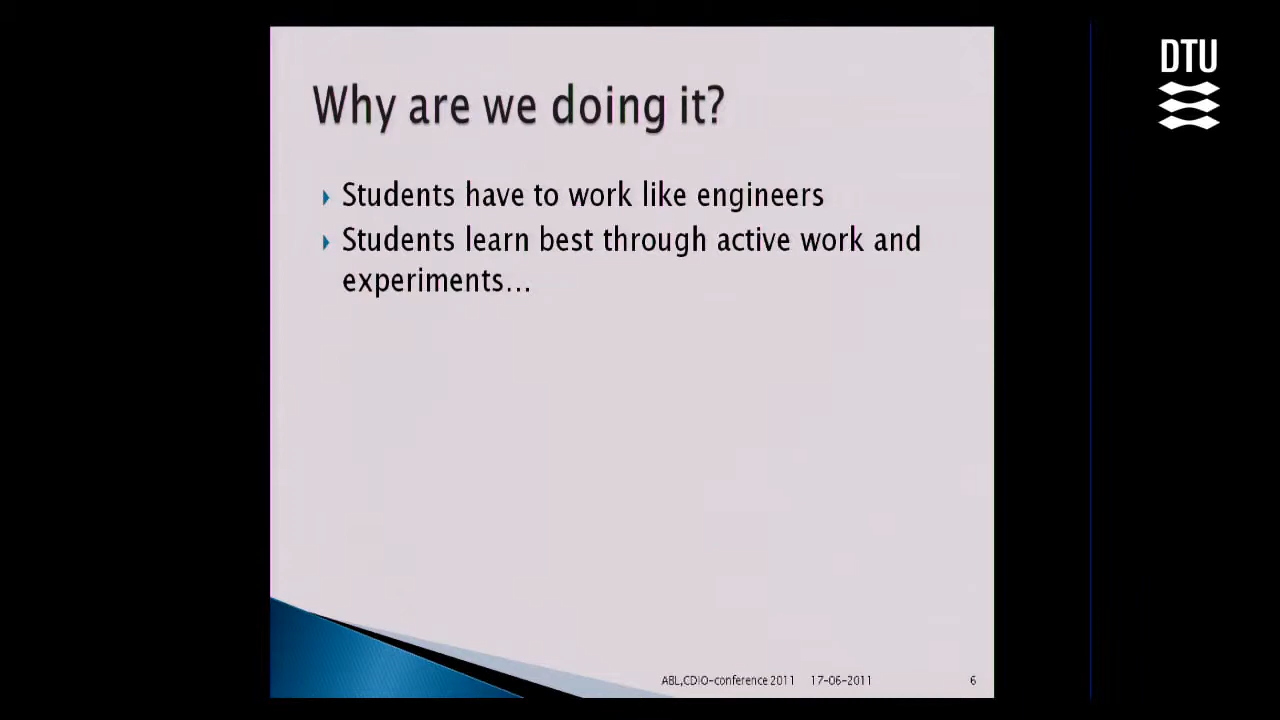 DTU
Why are we doing it?
Students have to work like engineers
Students learn best through active work and
experiments...
ABL,CDIO-conference 2011 17-06-2011 6